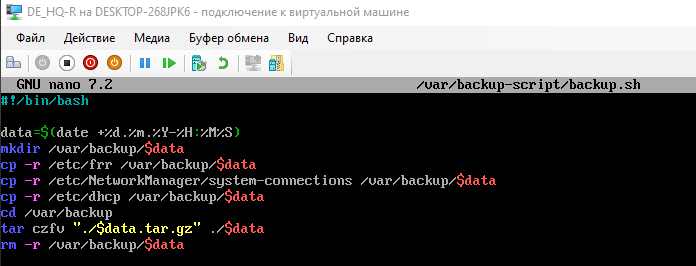 DE_HQ-R на DESKTOP-268JPK6 - подключение к виртуальной машине
Файл Действие Медиа Буфер обмена Вид Справка
GNU nano 7.2 /var/backup-script/backup.sh
#!/bin/bash
data=$(date +%d.%m.%Y-%H:%M%S)
mkdir /var/backup/$data
cp -r /etc/frr /var/backup/$data
cp -r /etc/NetworkManager/system-connections /var/backup/$data
cp -r /etc/dhcp /var/backup/$data
cd /var/backup
tar czfv "./$data.tar.gz" ./$data
rm -r /var/backup/$data